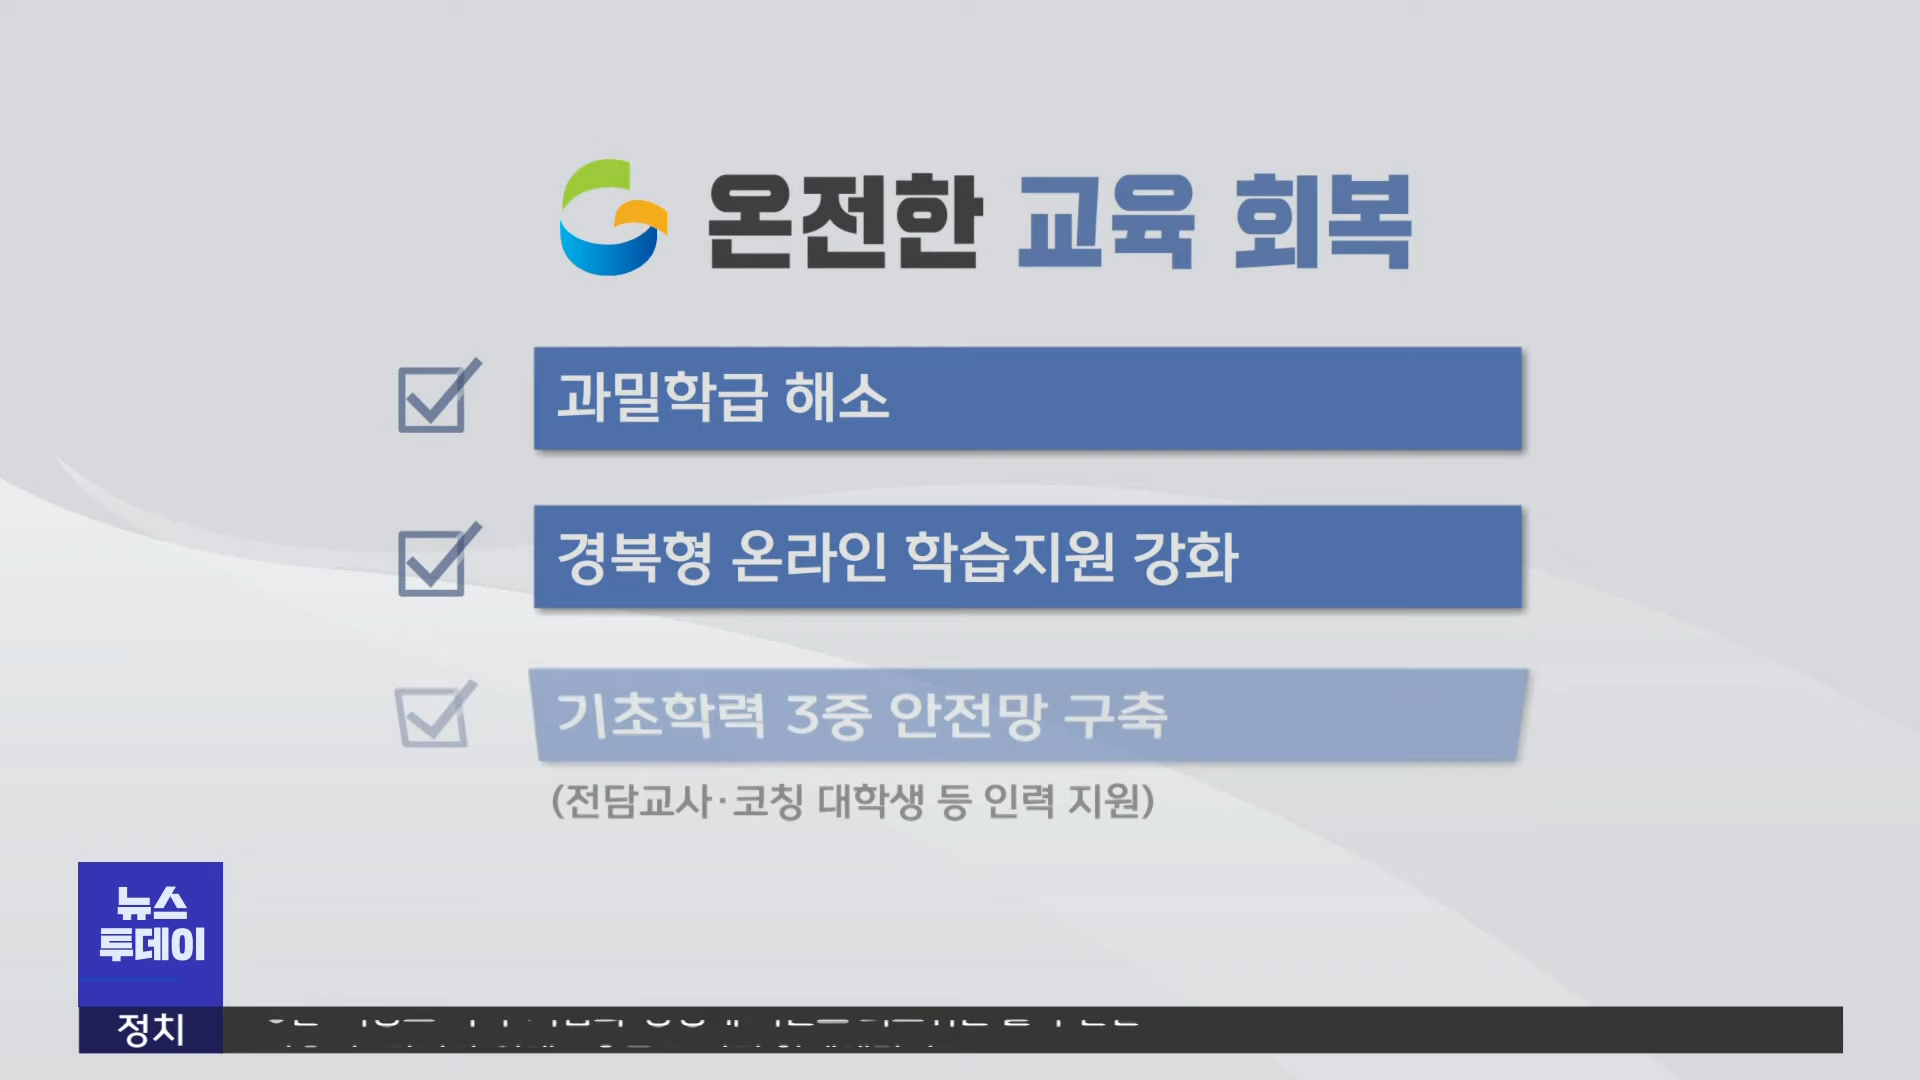 온전한 교육 회복
과밀학급 해소
경북형 온라인 학습지원 강화
기초학력 3중 안전망 구축
(전담교사·코칭 대학생 등 인력 지원)
뉴스
투데이
정치